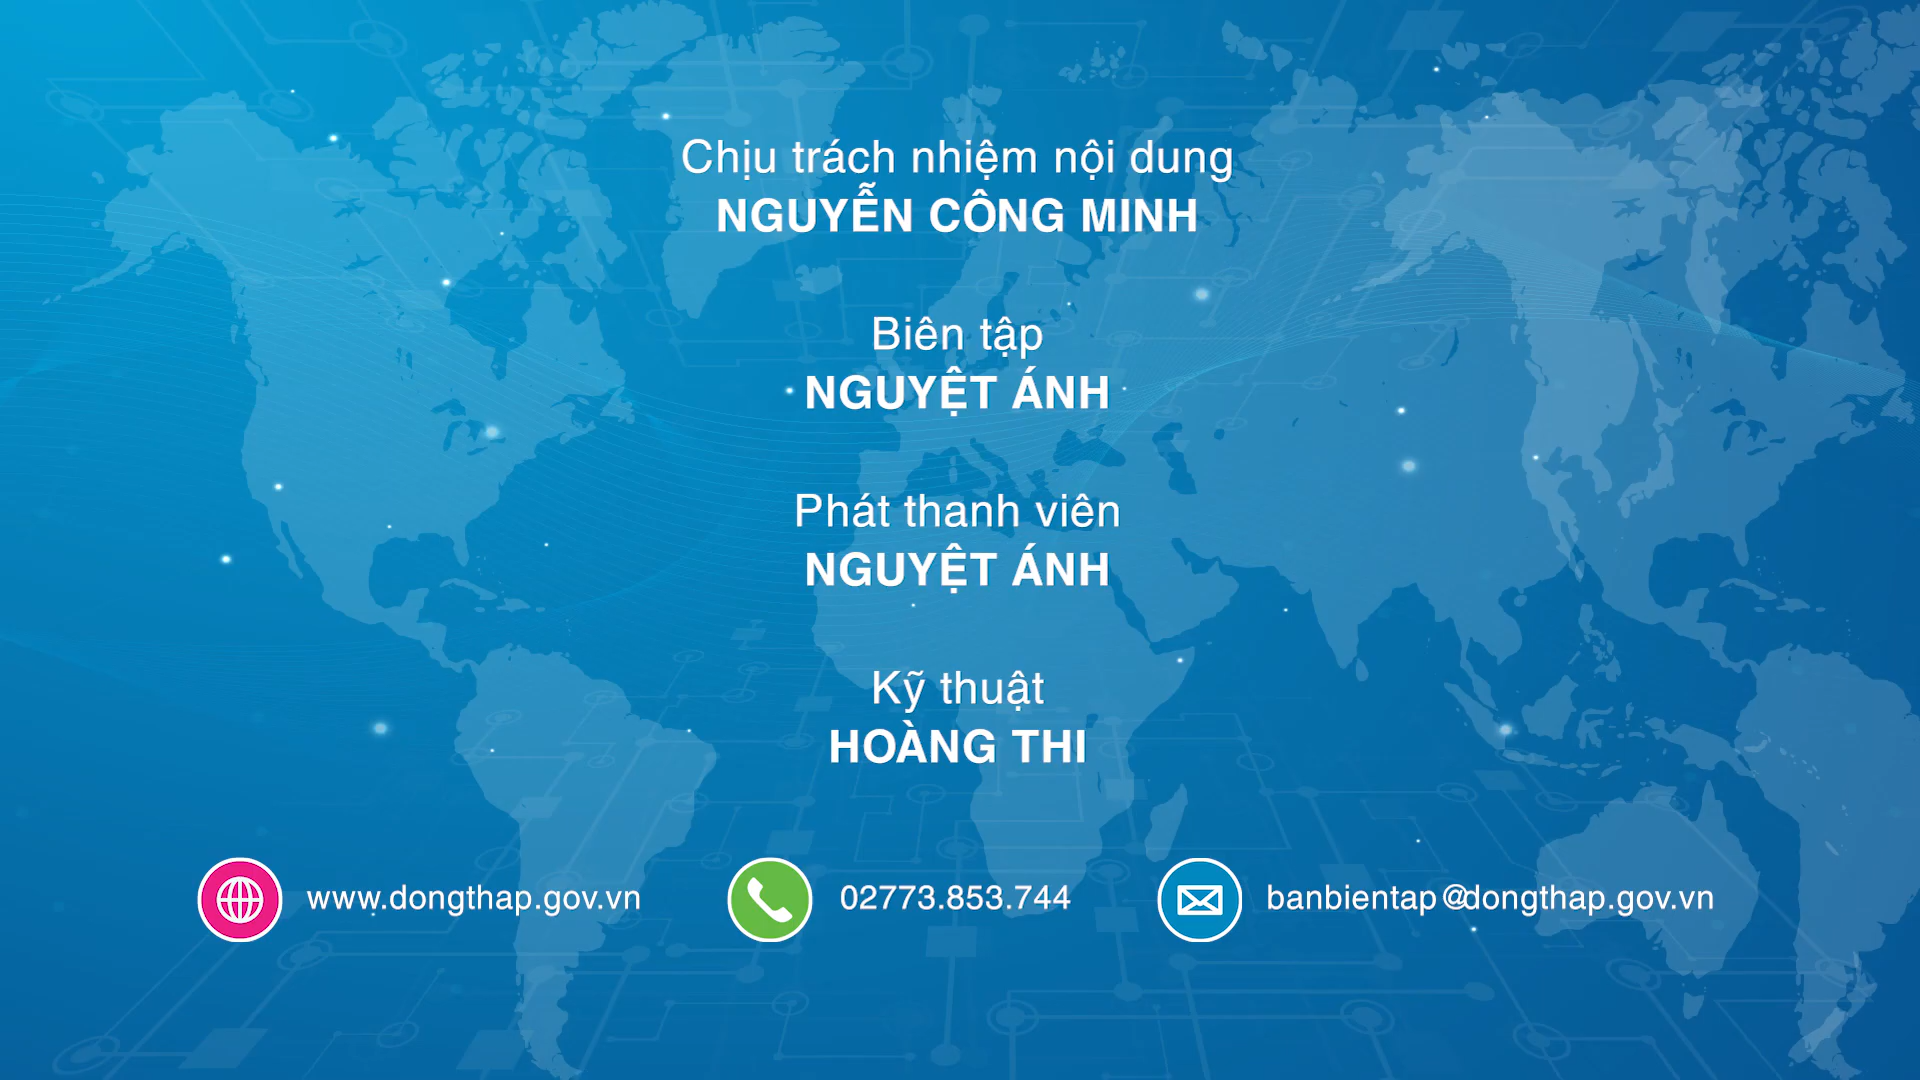 Chịu trách nhiệm nội dung
NGUYỄN CÔNG MINH
Biên tập
NGUYỆT ÁNH
Phát thanh viên
NGUYỆT ÁNH
Kỹ thuật
HOÀNG THI
www.dongthap.gov.vn
02773.853.744
banbientap@dongthap.gov.vn